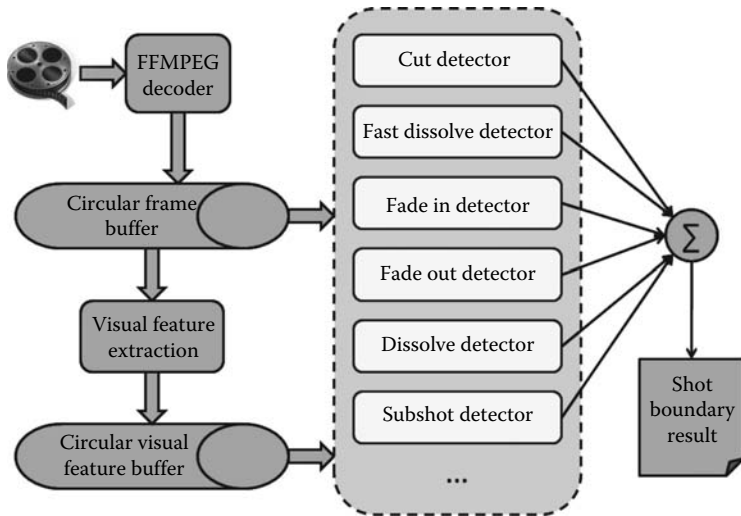 FFMPEG
decoder
Circular frame
buffer
Visual feature
extraction
Circular visual
feature buffer
Cut detector
Fast dissolve detector
Fade in detector
Fade out detector
Dissolve detector
Subshot detector
...
Σ
Shot
boundary
result